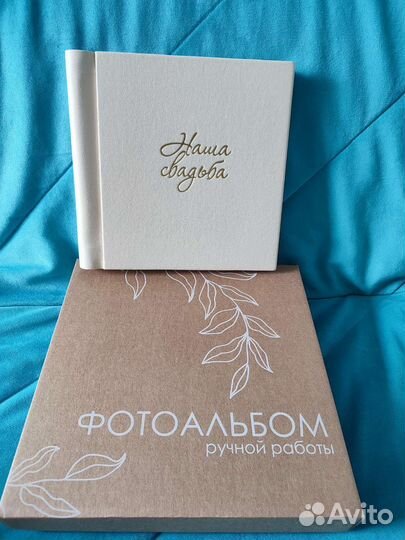 Наша
свадьба
ФОТОАЛЬБОМ
ручной работы
Avito